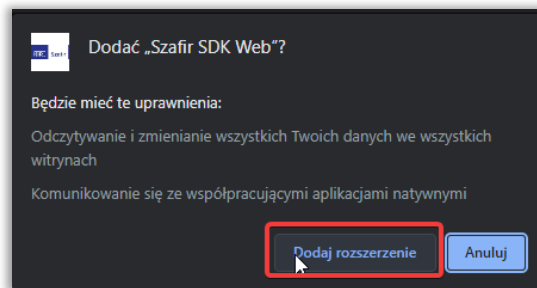 Dodać „Szafir SDK Web”?
Będzie mieć te uprawnienia:
Odczytywanie i zmienianie wszystkich Twoich danych we wszystkich
witrynach
Komunikowanie się ze współpracującymi aplikacjami natywnymi
Dodaj rozszerzenie
Anuluj